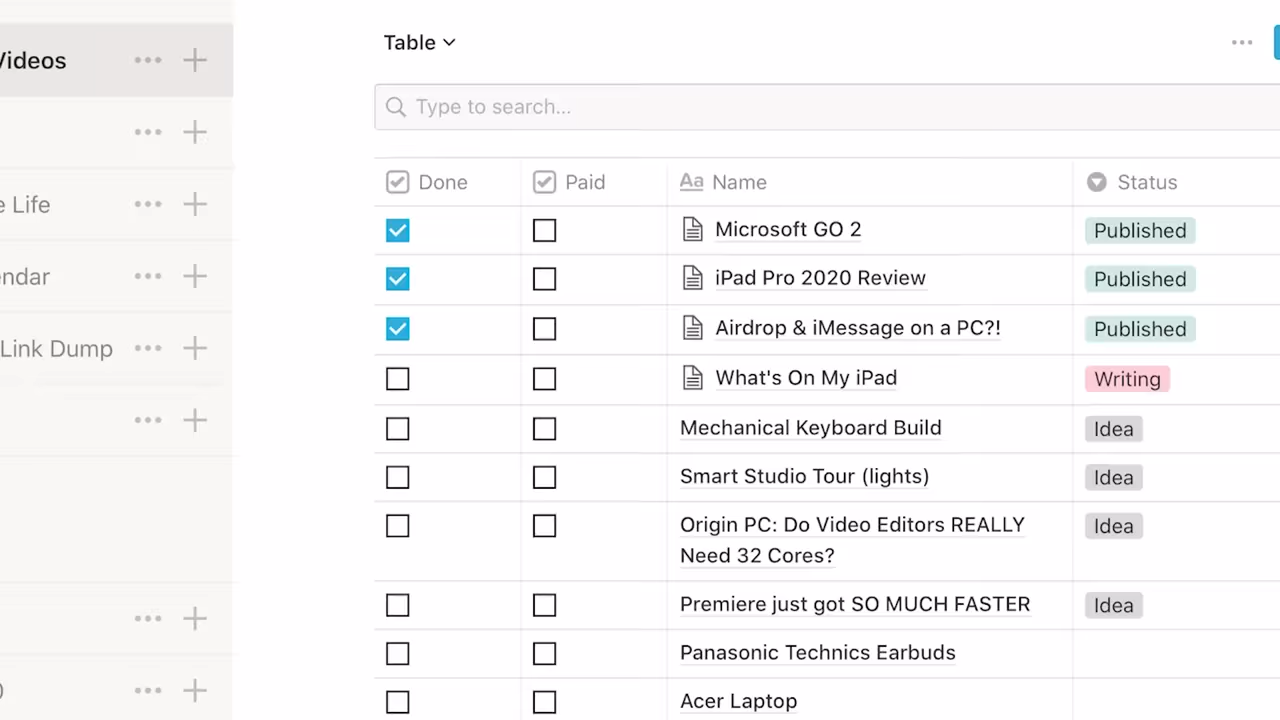 Videos
e Life
endar
Link Dump
Table
Type to search...
Done Paid Aa Name Status
Microsoft GO 2 Published
iPad Pro 2020 Review Published
Airdrop & iMessage on a PC?! Published
What's On My iPad Writing
Mechanical Keyboard Build Idea
Smart Studio Tour (lights) Idea
Origin PC: Do Video Editors REALLY Idea
Need 32 Cores?
Premiere just got SO MUCH FASTER Idea
Panasonic Technics Earbuds
Acer Laptop